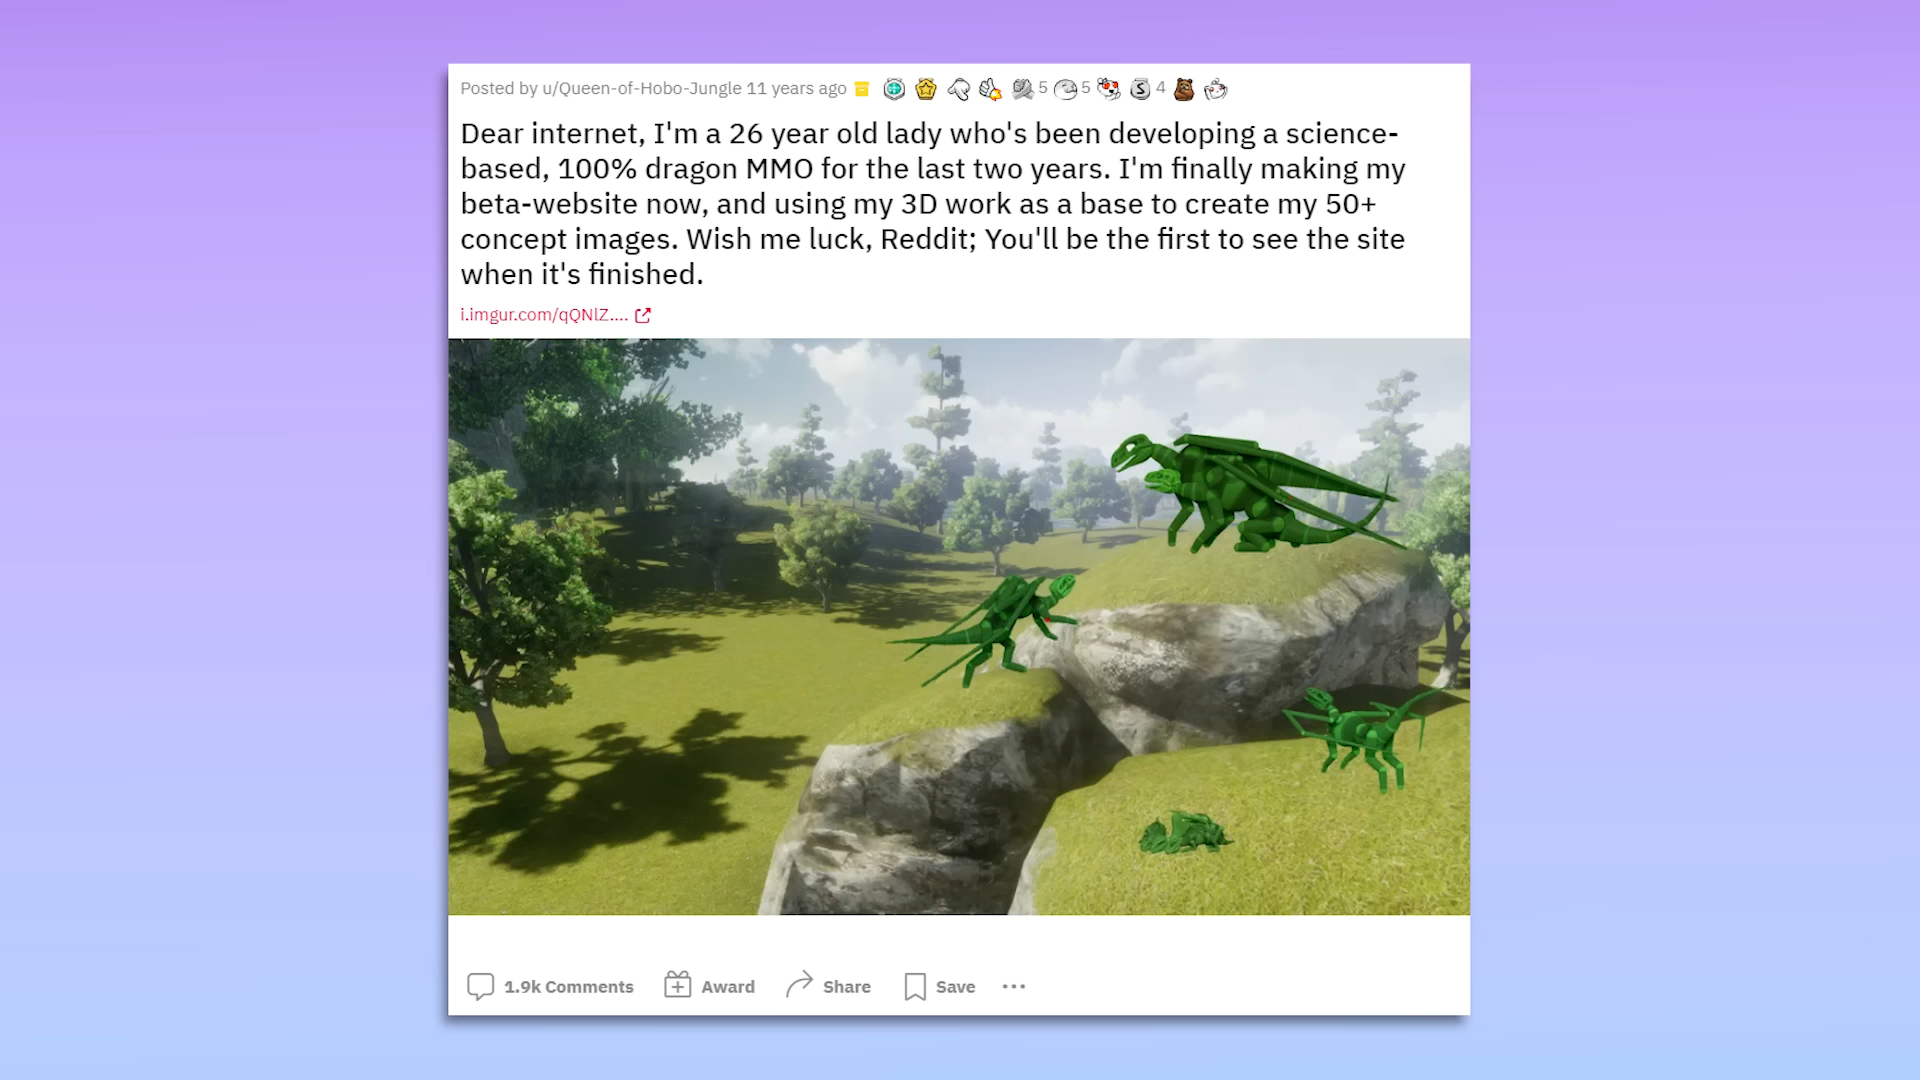 Posted by u/Queen-of-Hobo-Jungle 11 years ago 5 5 S 4
Dear internet, I'm a 26 year old lady who's been developing a science-
based, 100% dragon MMO for the last two years. I'm finally making my
beta-website now, and using my 3D work as a base to create my 50+
concept images. Wish me luck, Reddit; You'll be the first to see the site
when it's finished.
i.imgur.com/qQNlZ....
1.9k Comments Award Share Save ...